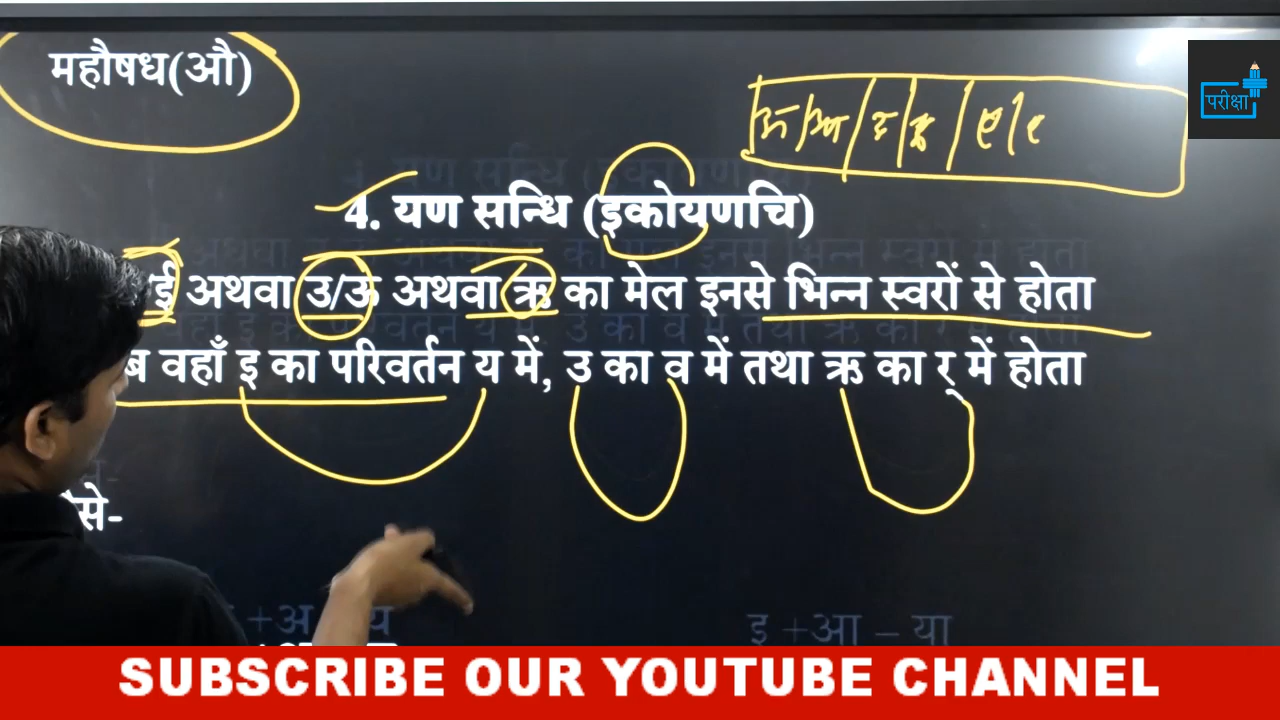 महौषध(औ)
परीक्षा
4. यण सन्धि (इकोयणचि)
/ई अथवा उ/ऊ अथवा ऋ का मेल इनसे भिन्न स्वरों से होता
ब वहाँ इ का परिवर्तन य में, उ का व में तथा ऋ का र् में होता
से-
+अ – य
इ +आ – या
SUBSCRIBE OUR YOUTUBE CHANNEL